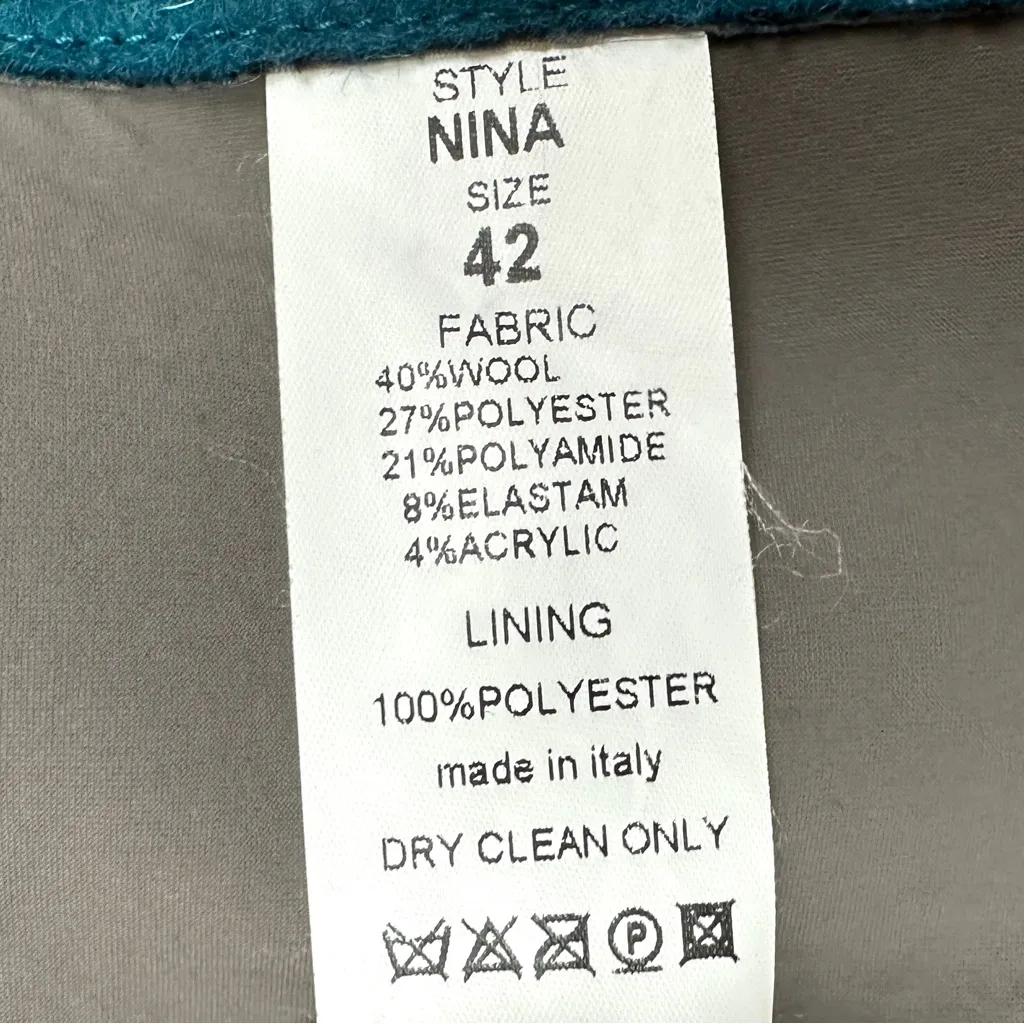 STYLE
NINA
SIZE
42
FABRIC
40%WOOL
27%POLYESTER
21%POLYAMIDE
8%ELASTAM
4%ACRYLIC
LINING
100%POLYESTER
made in italy
DRY CLEAN ONLY
P